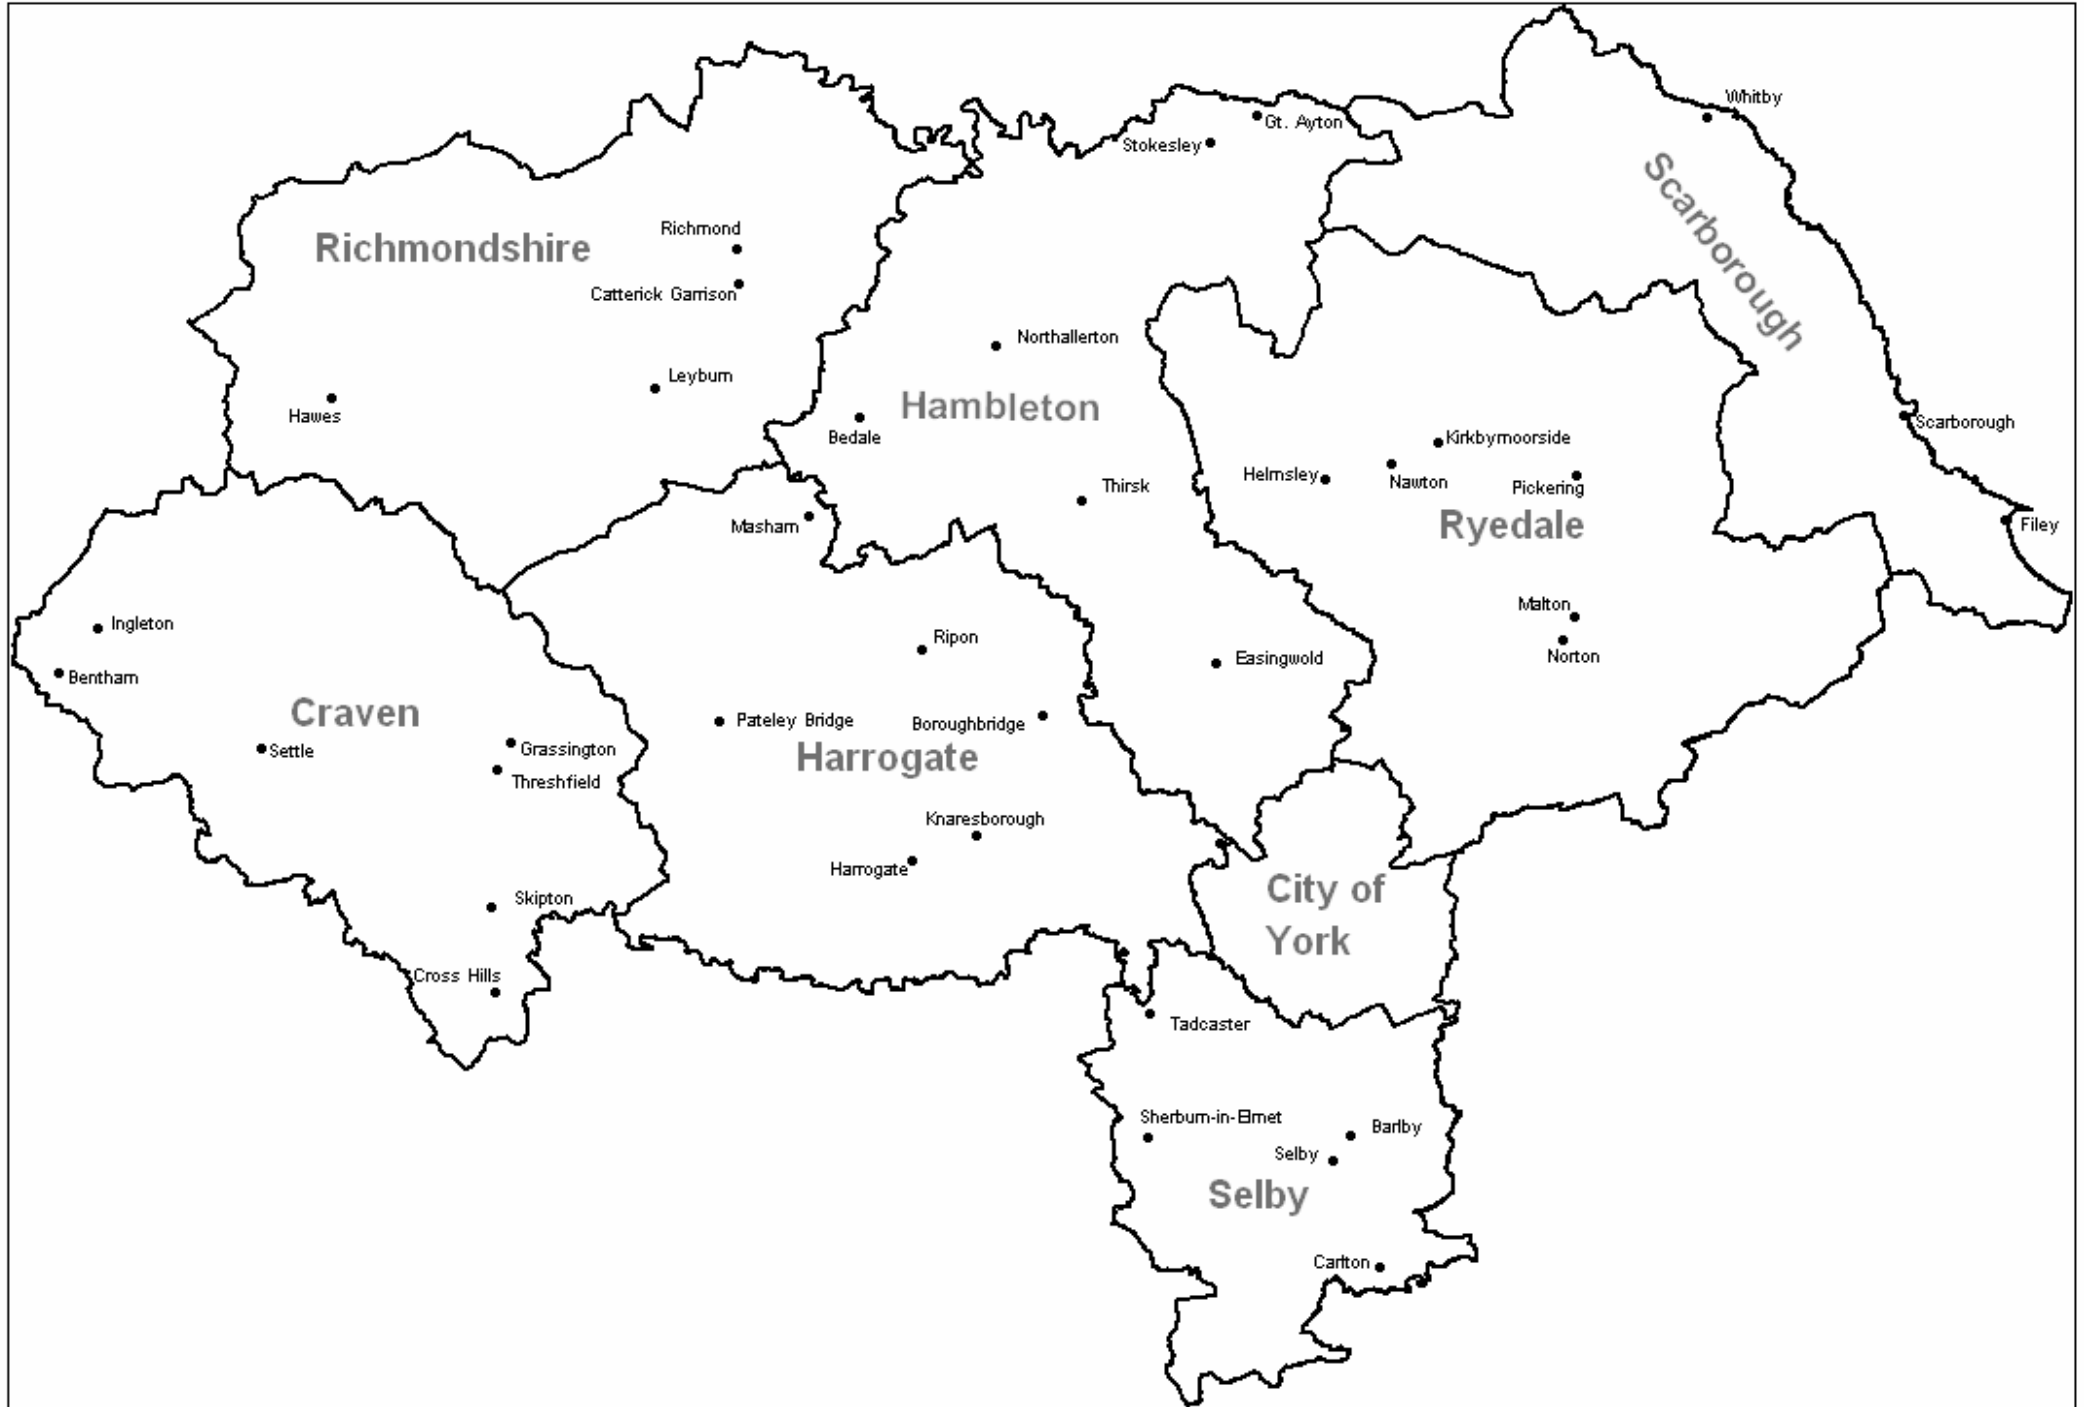 Whitby
Gt. Ayton
Stokesley
Scarborough
Richmond
Richmondshire
Catterick Garrison
Northallerton
Leyburn
Hawes
Hambleton
Bedale
Scarborough
Kirkbymoorside
Helmsley
Nawton
Pickering
Thirsk
Masham
Ryedale
Filey
Malton
Norton
Ingleton
Bentham
Ripon
Easingwold
Craven
Pateley Bridge
Boroughbridge
Settle
Grassington
Threshfield
Harrogate
Knaresborough
Harrogate
City of
York
Skipton
Cross Hills
Tadcaster
Sherburn-in-Elmet
Barlby
Selby
Selby
Carlton